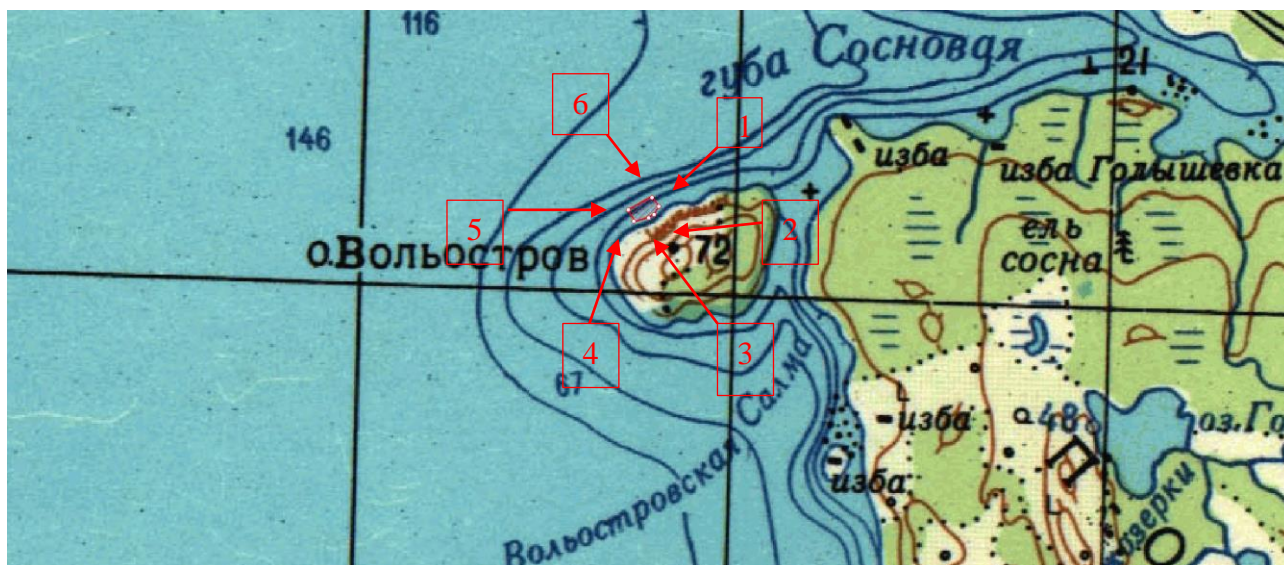 116
губа Сосновая
21
6
1
146
изба
изба Голышевка
5
2
о.Вольостров
72
ель
сосна
4
3
67
Вольостровская Салма
изба
48
оз.Го
изба
озерки